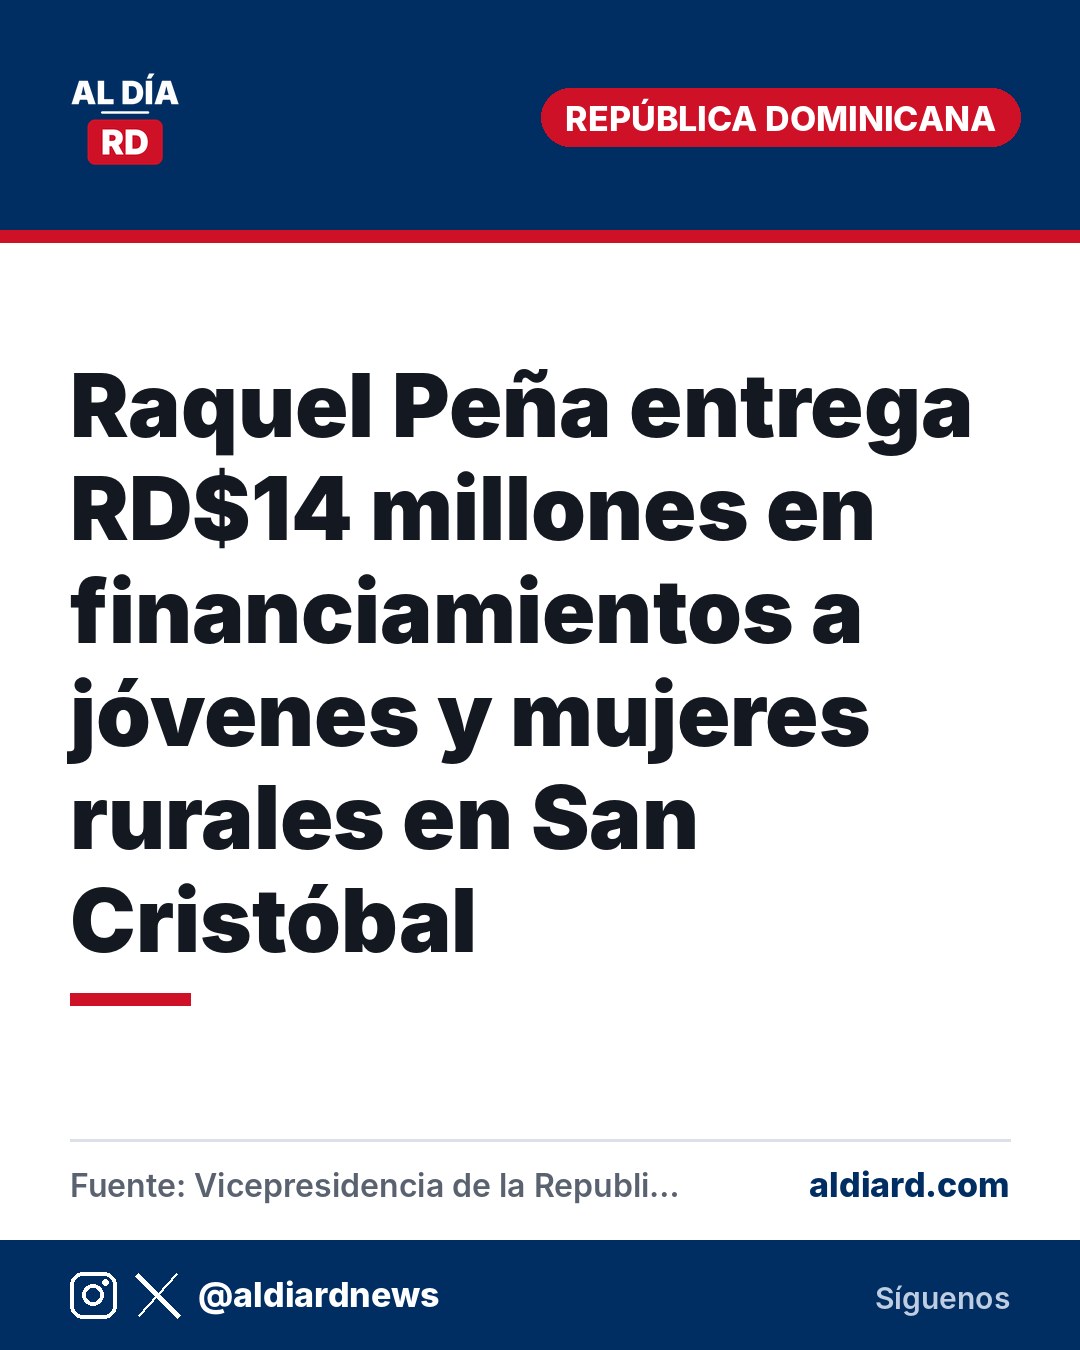 AL DÍA
RD
REPÚBLICA DOMINICANA
Raquel Peña entrega
RD$14 millones en
financiamientos a
jóvenes y mujeres
rurales en San
Cristóbal
Fuente: Vicepresidencia de la Republi...
aldiard.com
@aldiardnews
Síguenos